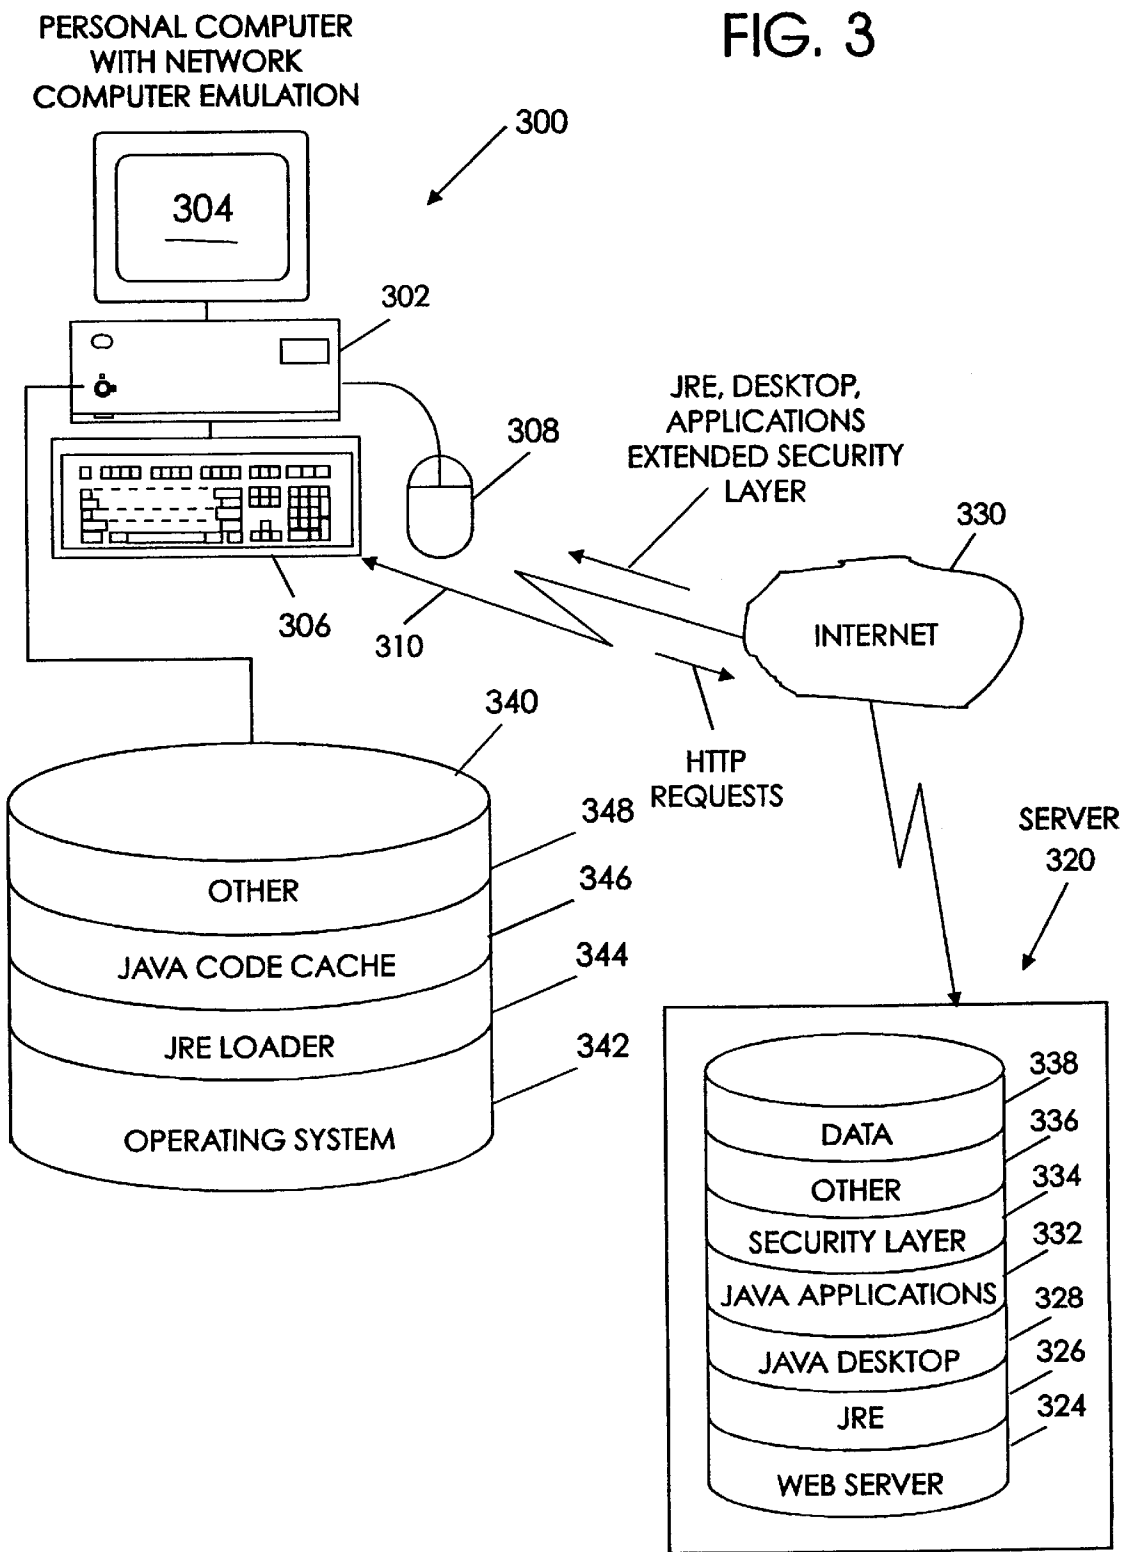 PERSONAL COMPUTER
WITH NETWORK
COMPUTER EMULATION
FIG. 3
300
304
302
JRE, DESKTOP,
APPLICATIONS
EXTENDED SECURITY
LAYER
308
330
INTERNET
306
310
HTTP
REQUESTS
340
348
OTHER
346
JAVA CODE CACHE
344
JRE LOADER
342
OPERATING SYSTEM
SERVER
320
338
DATA
336
OTHER
334
SECURITY LAYER
332
JAVA APPLICATIONS
328
JAVA DESKTOP
326
JRE
324
WEB SERVER